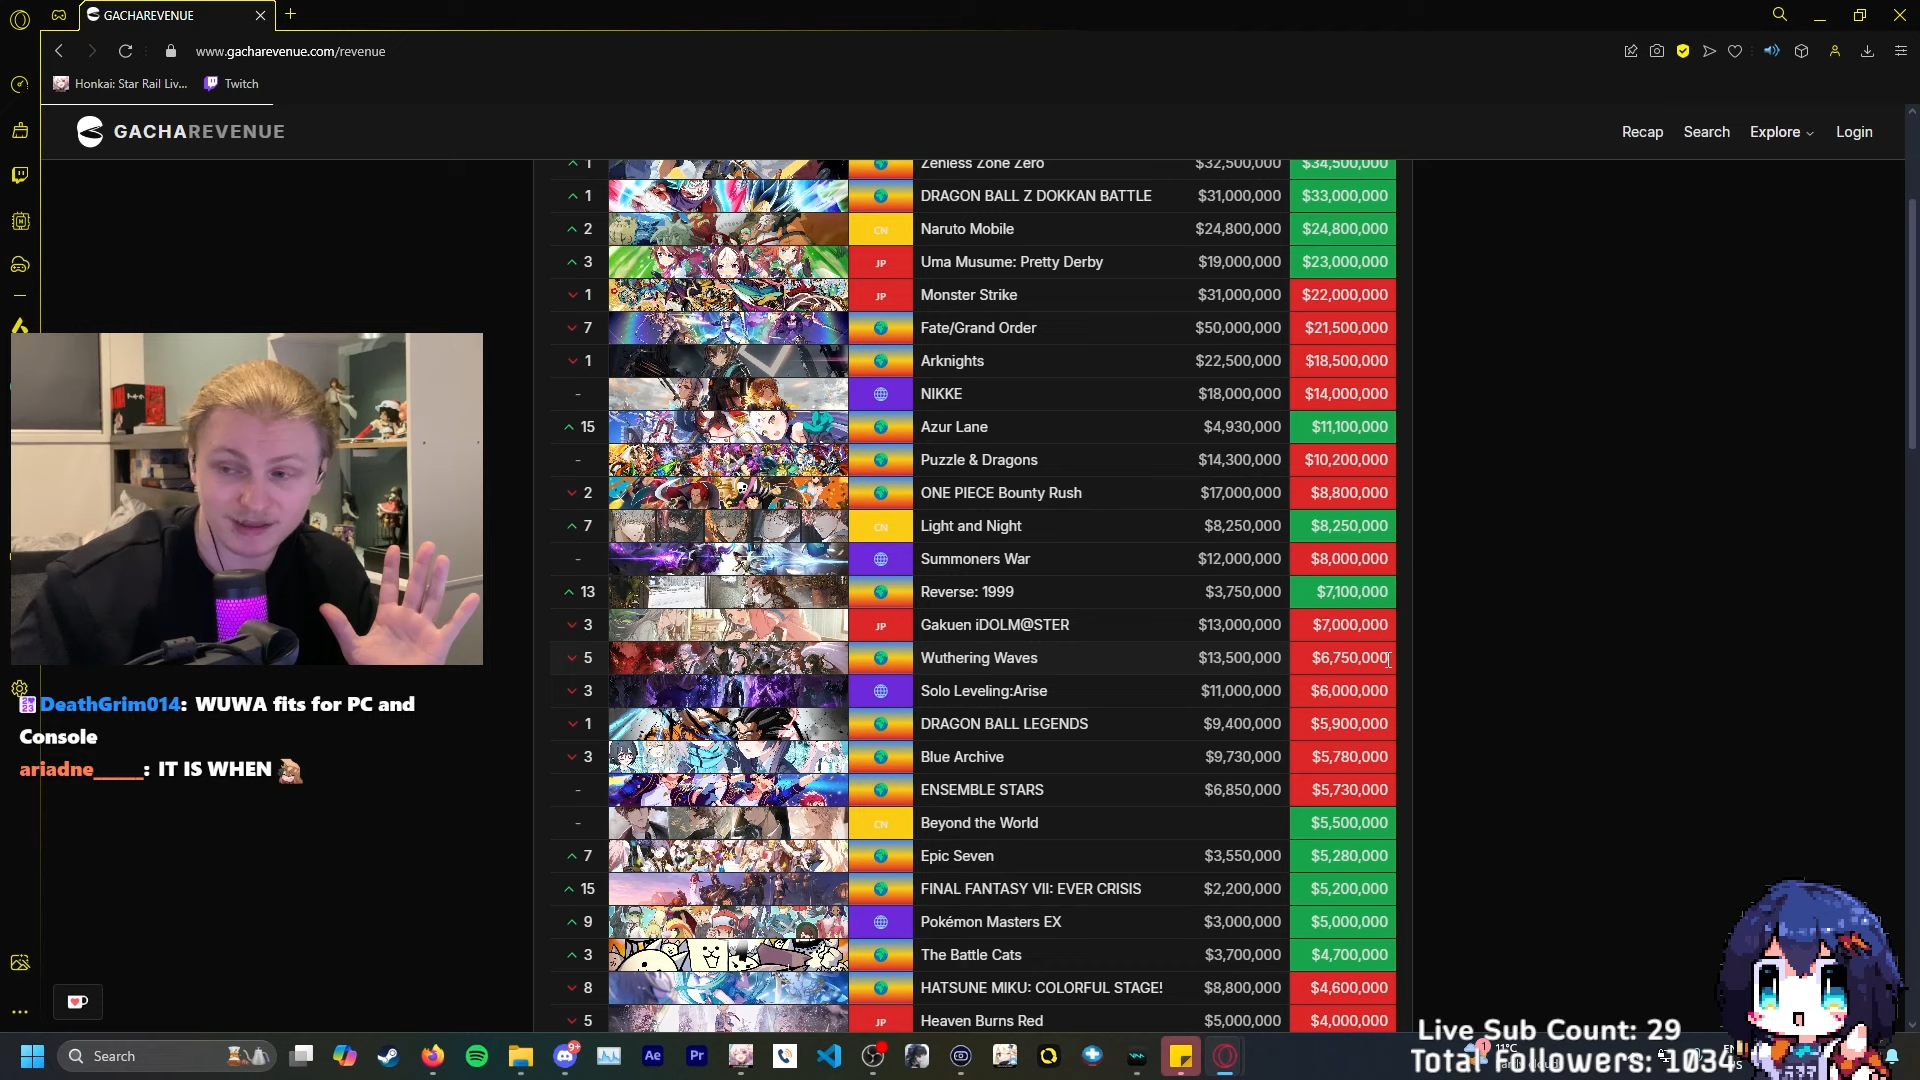 GACHAREVENUE
www.gacharevenue.com/revenue
Honkai: Star Rail Liv...
Twitch
GACHAREVENUE
Recap
Search
Explore
Login
1 Zenless Zone Zero $32,500,000 $34,500,000
1 DRAGON BALL Z DOKKAN BATTLE $31,000,000 $33,000,000
2 CN Naruto Mobile $24,800,000 $24,800,000
3 JP Uma Musume: Pretty Derby $19,000,000 $23,000,000
1 JP Monster Strike $31,000,000 $22,000,000
7 Fate/Grand Order $50,000,000 $21,500,000
1 Arknights $22,500,000 $18,500,000
- NIKKE $18,000,000 $14,000,000
15 Azur Lane $4,930,000 $11,100,000
- Puzzle & Dragons $14,300,000 $10,200,000
2 ONE PIECE Bounty Rush $17,000,000 $8,800,000
7 CN Light and Night $8,250,000 $8,250,000
- Summoners War $12,000,000 $8,000,000
13 Reverse: 1999 $3,750,000 $7,100,000
3 JP Gakuen iDOLM@STER $13,000,000 $7,000,000
5 Wuthering Waves $13,500,000 $6,750,000
3 Solo Leveling:Arise $11,000,000 $6,000,000
1 DRAGON BALL LEGENDS $9,400,000 $5,900,000
3 Blue Archive $9,730,000 $5,780,000
- ENSEMBLE STARS $6,850,000 $5,730,000
- CN Beyond the World $5,500,000
7 Epic Seven $3,550,000 $5,280,000
15 FINAL FANTASY VII: EVER CRISIS $2,200,000 $5,200,000
9 Pokémon Masters EX $3,000,000 $5,000,000
3 The Battle Cats $3,700,000 $4,700,000
8 HATSUNE MIKU: COLORFUL STAGE! $8,800,000 $4,600,000
5 JP Heaven Burns Red $5,000,000 $4,000,000
DeathGrim014: WUWA fits for PC and
Console
ariadne_____: IT IS WHEN
Live Sub Count: 29
Total Followers: 1034
Search
9+
Ae
Pr
1
11°C